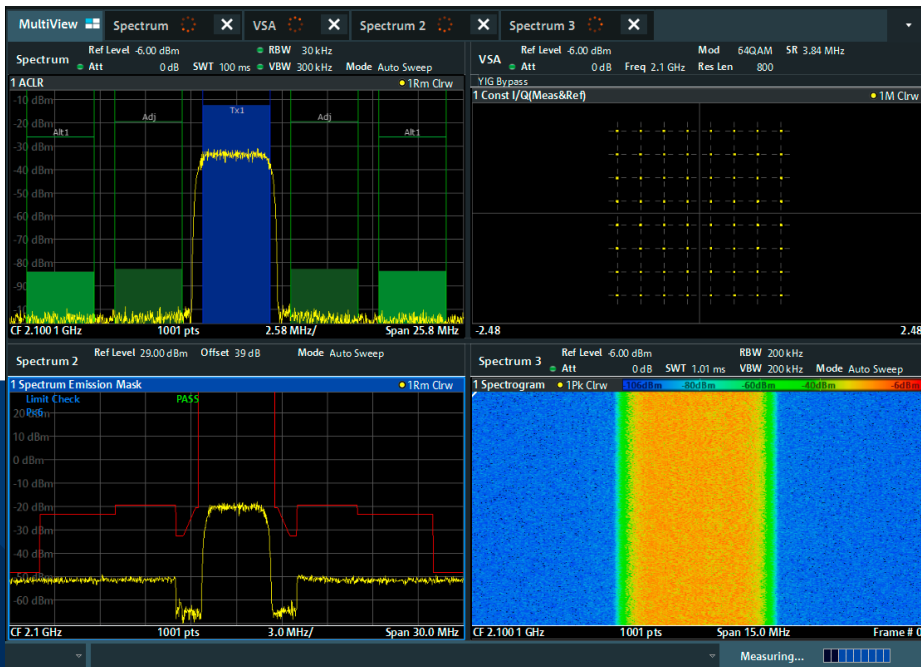 MultiView Spectrum X VSA X Spectrum 2 X Spectrum 3 X
Spectrum
Ref Level -6.00 dBm RBW 30 kHz
Att 0 dB SWT 100 ms VBW 300 kHz Mode Auto Sweep
1 ACLR 1Rm Clrw
-10 dBm
-20 dBm
-30 dBm
-40 dBm
-50 dBm
-60 dBm
-70 dBm
-80 dBm
Alt1 Adj Tx1 Adj Alt1
CF 2.100 1 GHz 1001 pts 2.58 MHz/ Span 25.8 MHz
VSA
Ref Level -6.00 dBm Mod 64QAM SR 3.84 MHz
Att 0 dB Freq 2.1 GHz Res Len 800
YIG Bypass
1 Const I/Q(Meas&Ref) 1M Clrw
-2.48 2.48
Spectrum 2
Ref Level 29.00 dBm Offset 39 dB Mode Auto Sweep
1 Spectrum Emission Mask 1Rm Clrw
Limit Check PASS
20 dBm
10 dBm
0 dBm
-10 dBm
-20 dBm
-30 dBm
-40 dBm
-60 dBm
CF 2.1 GHz 1001 pts 3.0 MHz/ Span 30.0 MHz
Spectrum 3
Ref Level -6.00 dBm RBW 200 kHz
Att 0 dB SWT 1.01 ms VBW 200 kHz Mode Auto Sweep
1 Spectrogram 1Pk Clrw -106dBm -80dBm -60dBm -40dBm -6dBm
CF 2.100 1 GHz 1001 pts Span 15.0 MHz Frame # 0
Measuring...